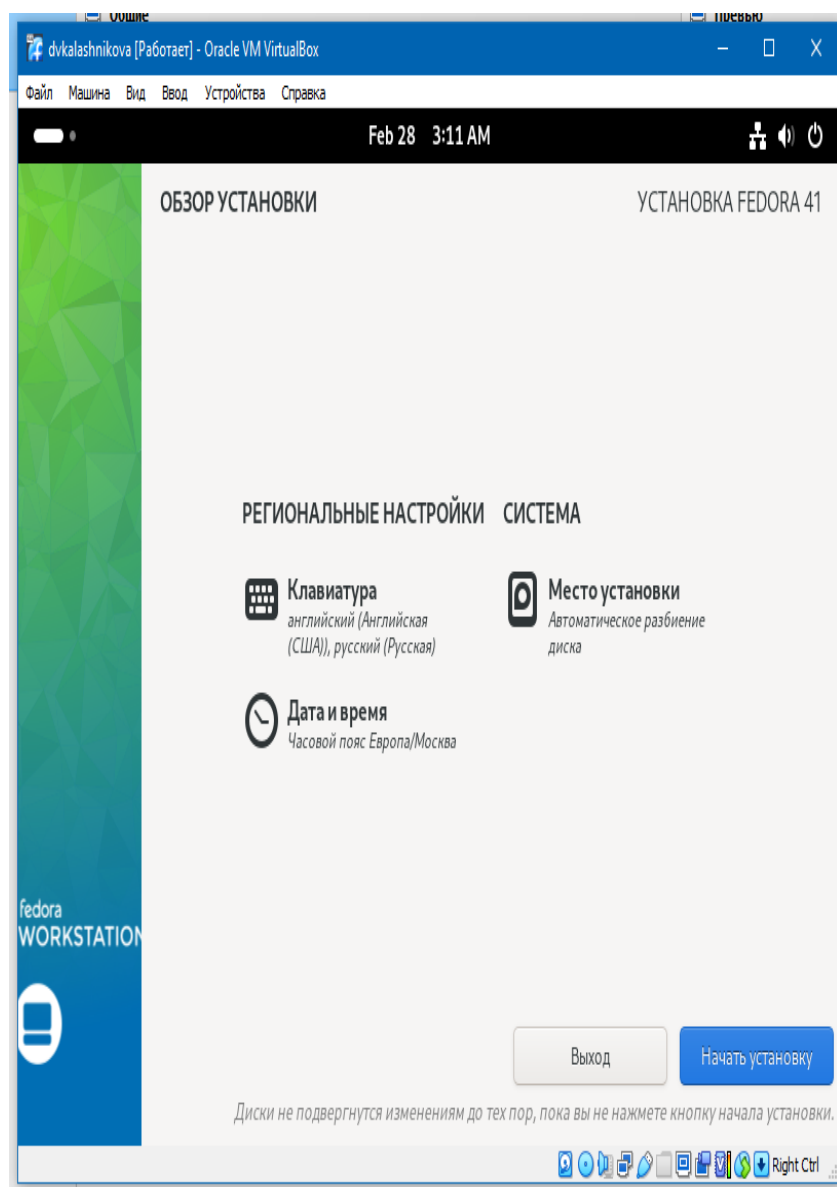 Общие
Превью
dvkalashnikova [Работает] - Oracle VM VirtualBox
Файл Машина Вид Ввод Устройства Справка
Feb 28 3:11 AM
ОБЗОР УСТАНОВКИ
УСТАНОВКА FEDORA 41
РЕГИОНАЛЬНЫЕ НАСТРОЙКИ
Клавиатура
английский (Английская
(США)), русский (Русская)
Дата и время
Часовой пояс Европа/Москва
СИСТЕМА
Место установки
Автоматическое разбиение
диска
fedora
WORKSTATION
Выход
Начать установку
Диски не подвергнутся изменениям до тех пор, пока вы не нажмете кнопку начала установки.
Right Ctrl